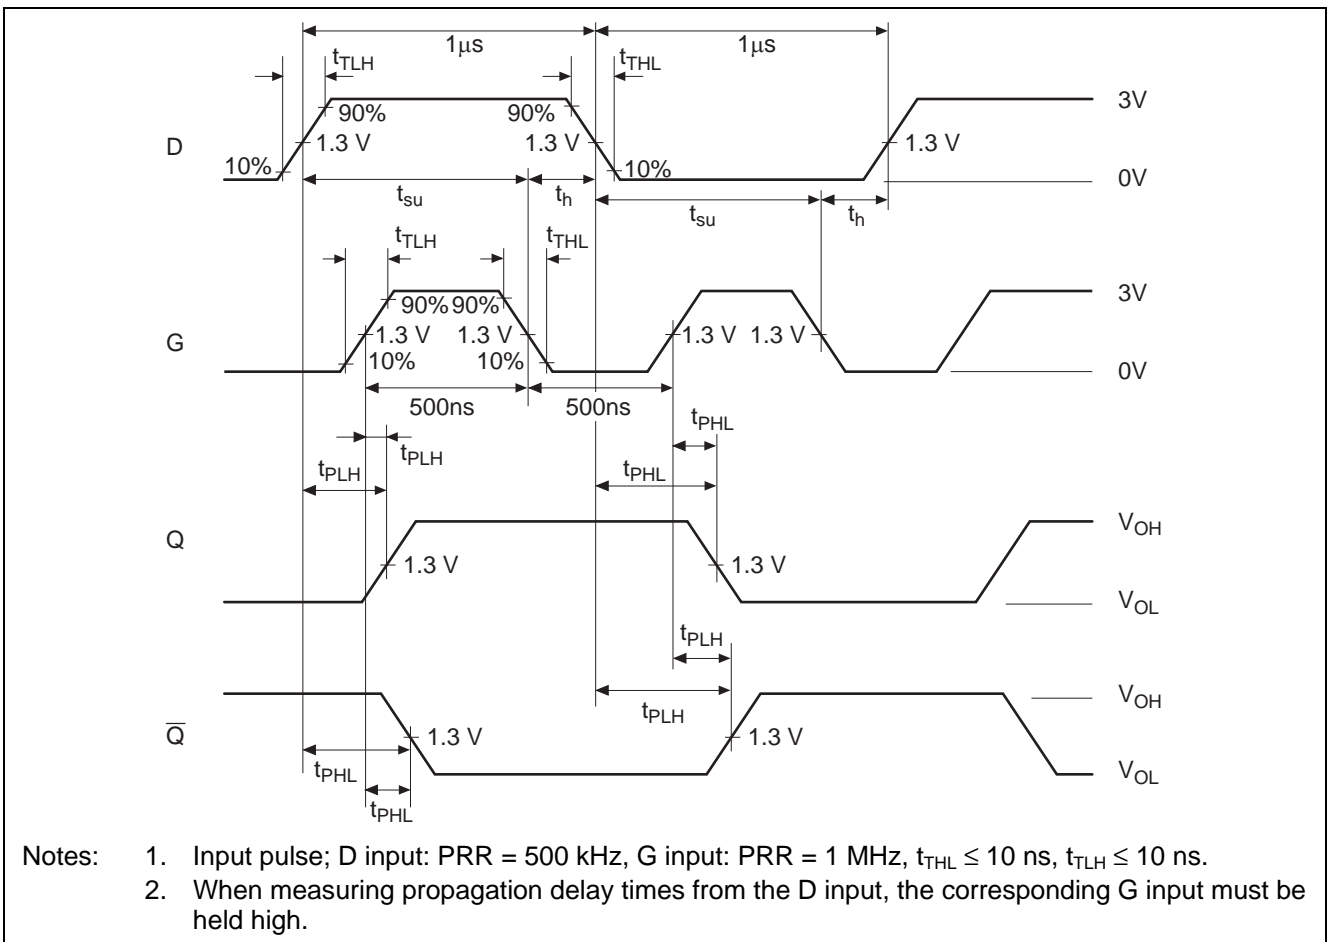 1µs 1µs
tTLH tTHL
90% 90% 3V
D 1.3 V 1.3 V 1.3 V
10% 10% 0V
tsu th tsu th
tTLH tTHL
90% 90% 3V
G 1.3 V 1.3 V 1.3 V 1.3 V
10% 10% 0V
500ns 500ns
tPHL
tPLH
tPLH tPHL
Q VOH
1.3 V 1.3 V
VOL
tPLH
VOH
tPLH
Q̅ 1.3 V 1.3 V
tPHL VOL
tPHL
Notes: 1. Input pulse; D input: PRR = 500 kHz, G input: PRR = 1 MHz, tTHL ≤ 10 ns, tTLH ≤ 10 ns.
2. When measuring propagation delay times from the D input, the corresponding G input must be
held high.